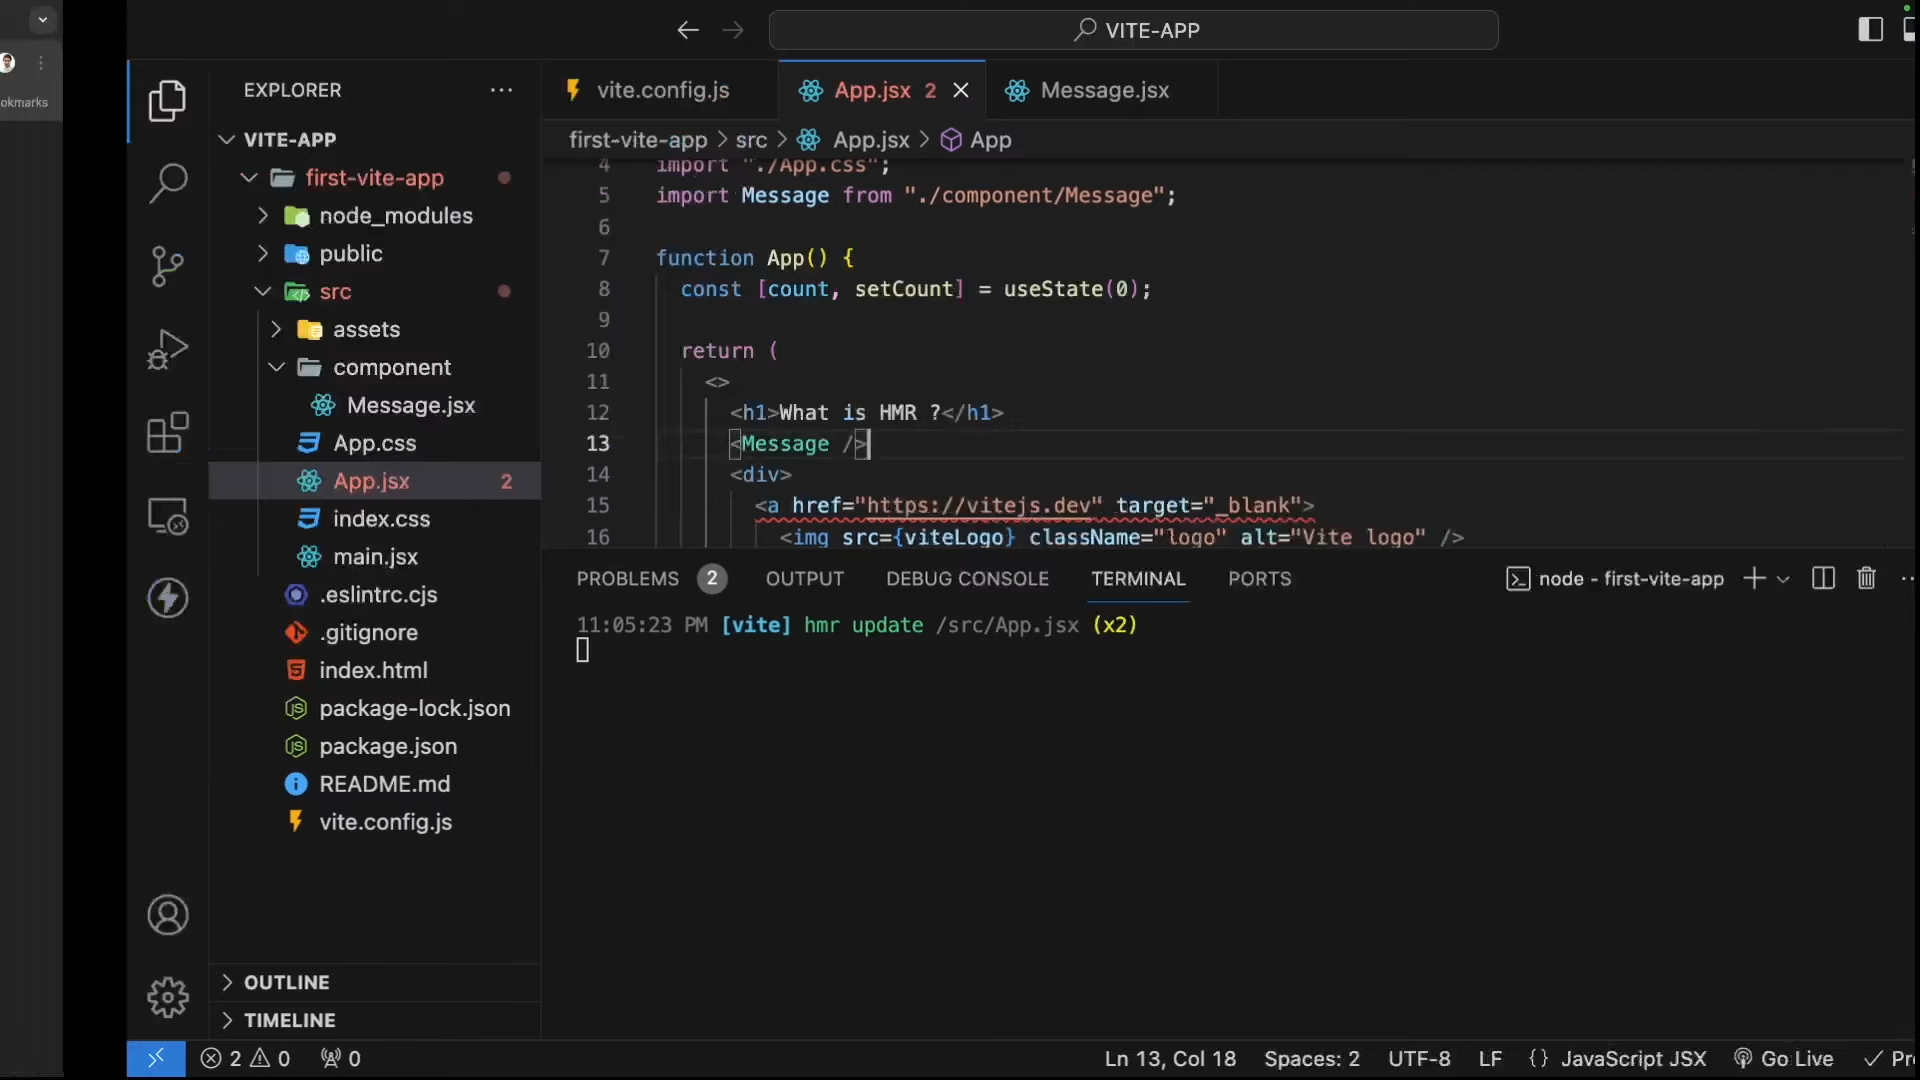 VITE-APP
okmarks
EXPLORER
VITE-APP
first-vite-app
node_modules
public
src
assets
component
Message.jsx
App.css
App.jsx 2
index.css
main.jsx
.eslintrc.cjs
.gitignore
index.html
package-lock.json
package.json
README.md
vite.config.js
OUTLINE
TIMELINE
vite.config.js
App.jsx 2
Message.jsx
first-vite-app > src > App.jsx > App
4 import "./App.css";
5 import Message from "./component/Message";
6
7 function App() {
8 const [count, setCount] = useState(0);
9
10 return (
11 <>
12 <h1>What is HMR ?</h1>
13 <Message />
14 <div>
15 <a href="https://vitejs.dev" target="_blank">
16 <img src={viteLogo} className="logo" alt="Vite logo" />
PROBLEMS 2 OUTPUT DEBUG CONSOLE TERMINAL PORTS node - first-vite-app
11:05:23 PM [vite] hmr update /src/App.jsx (x2)
2 0 0 Ln 13, Col 18 Spaces: 2 UTF-8 LF {} JavaScript JSX Go Live Pr